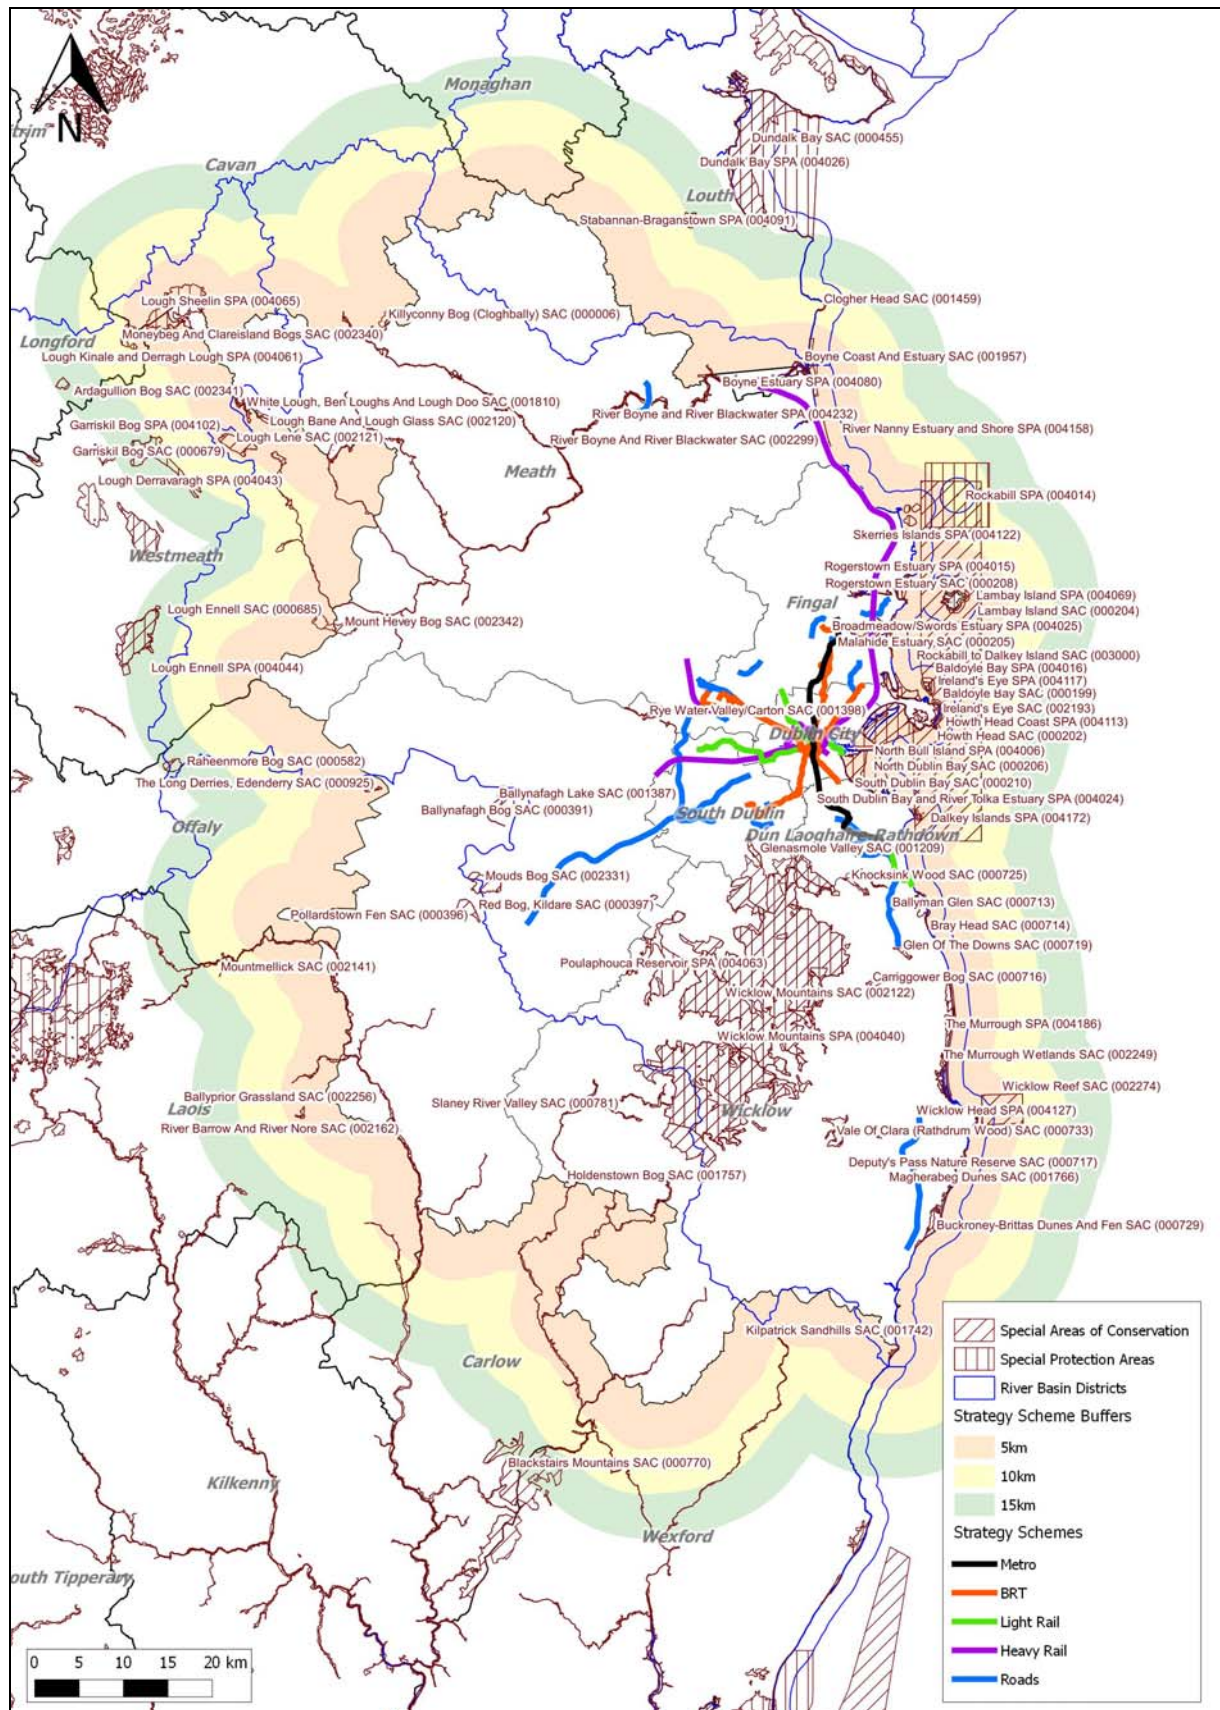 Monaghan
N
Cavan
Dundalk Bay SAC (000455)
Dundalk Bay SPA (004026)
Louth
Stabannan-Braganstown SPA (004091)
Lough Sheelin SPA (004065)
Clogher Head SAC (001459)
Killyconny Bog (Cloghbally) SAC (000006)
Moneybeg And Clareisland Bogs SAC (002340)
Longford
Lough Kinale and Derragh Lough SPA (004061)
Boyne Coast And Estuary SAC (001957)
Boyne Estuary SPA (004080)
Ardagullion Bog SAC (002341)
White Lough, Ben Loughs And Lough Doo SAC (001810)
River Boyne and River Blackwater SPA (004232)
Lough Bane And Lough Glass SAC (002120)
Garriskil Bog SPA (004102)
River Nanny Estuary and Shore SPA (004158)
Lough Lene SAC (002121)
River Boyne And River Blackwater SAC (002299)
Garriskil Bog SAC (000679)
Meath
Lough Derravaragh SPA (004043)
Rockabill SPA (004014)
Skerries Islands SPA (004122)
Westmeath
Rogerstown Estuary SPA (004015)
Rogerstown Estuary SAC (000208)
Lambay Island SPA (004069)
Fingal
Lough Ennell SAC (000685)
Lambay Island SAC (000204)
Mount Hevey Bog SAC (002342)
Broadmeadow/Swords Estuary SPA (004025)
Malahide Estuary SAC (000205)
Rockabill to Dalkey Island SAC (003000)
Lough Ennell SPA (004044)
Baldoyle Bay SPA (004016)
Ireland's Eye SPA (004117)
Baldoyle Bay SAC (000199)
Rye Water Valley/Carton SAC (001398)
Ireland's Eye SAC (002193)
Howth Head Coast SPA (004113)
Dublin City
Howth Head SAC (000202)
North Bull Island SPA (004006)
Raheenmore Bog SAC (000582)
North Dublin Bay SAC (000206)
The Long Derries, Edenderry SAC (000925)
South Dublin Bay SAC (000210)
Ballynafagh Lake SAC (001387)
South Dublin Bay and River Tolka Estuary SPA (004024)
Ballynafagh Bog SAC (000391)
South Dublin
Dalkey Islands SPA (004172)
Offaly
Dun Laoghaire-Rathdown
Glenasmole Valley SAC (001209)
Mouds Bog SAC (002331)
Knocksink Wood SAC (000725)
Red Bog, Kildare SAC (000397)
Ballyman Glen SAC (000713)
Pollardstown Fen SAC (000396)
Bray Head SAC (000714)
Glen Of The Downs SAC (000719)
Poulaphouca Reservoir SPA (004063)
Mountmellick SAC (002141)
Carriggower Bog SAC (000716)
Wicklow Mountains SAC (002122)
The Murrough SPA (004186)
Wicklow Mountains SPA (004040)
The Murrough Wetlands SAC (002249)
Wicklow Reef SAC (002274)
Ballyprior Grassland SAC (002256)
Slaney River Valley SAC (000781)
Laois
Wicklow
Wicklow Head SPA (004127)
River Barrow And River Nore SAC (002162)
Vale Of Clara (Rathdrum Wood) SAC (000733)
Deputy's Pass Nature Reserve SAC (000717)
Holdenstown Bog SAC (001757)
Magherabeg Dunes SAC (001766)
Buckroney-Brittas Dunes And Fen SAC (000729)
Kilpatrick Sandhills SAC (001742)
Carlow
Blackstairs Mountains SAC (000770)
Kilkenny
Wexford
outh Tipperary
Special Areas of Conservation
Special Protection Areas
River Basin Districts
Strategy Scheme Buffers
5km
10km
15km
Strategy Schemes
Metro
BRT
Light Rail
Heavy Rail
Roads
0 5 10 15 20 km